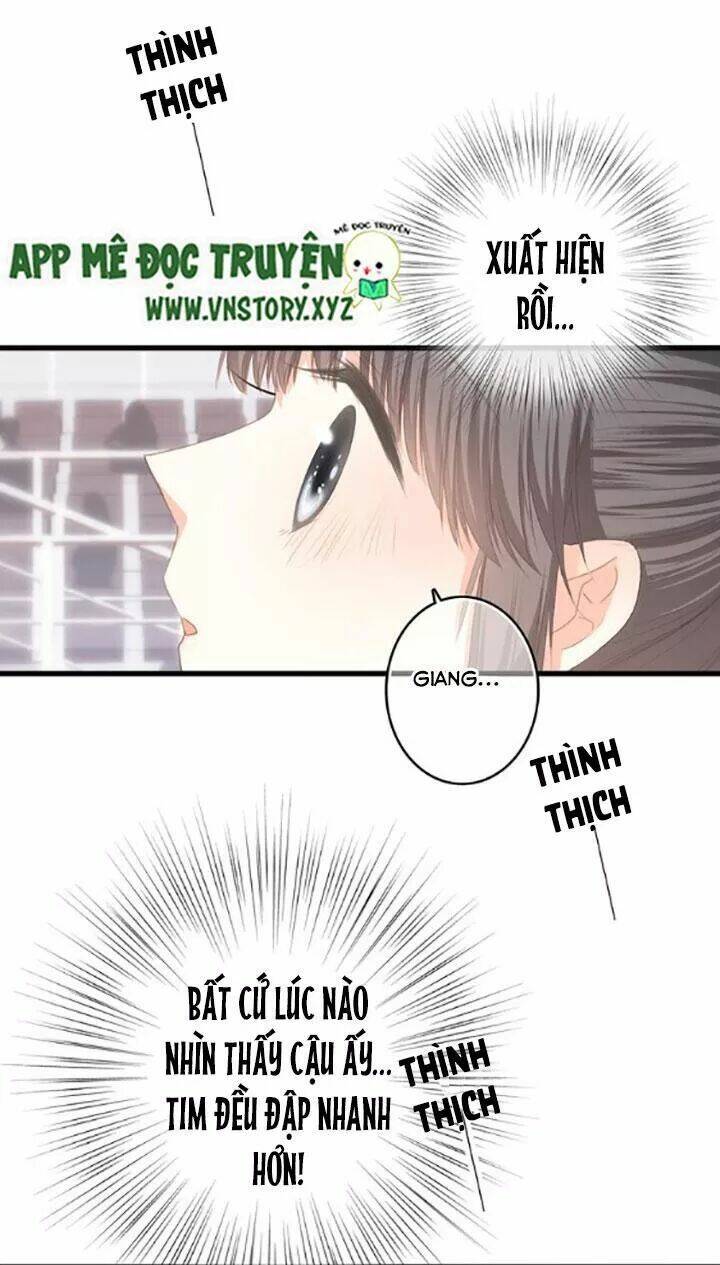 THÌNH
THỊCH
MÊ ĐỌC TRUYỆN
APP MÊ ĐỌC TRUYỆN
WWW.VNSTORY.XYZ
XUẤT HIỆN
RỒI...
GIANG...
THÌNH
THỊCH
BẤT CỨ LÚC NÀO
NHÌN THẤY CẬU ẤY...
TIM ĐỀU ĐẬP NHANH
HƠN!
THÌNH
THỊCH